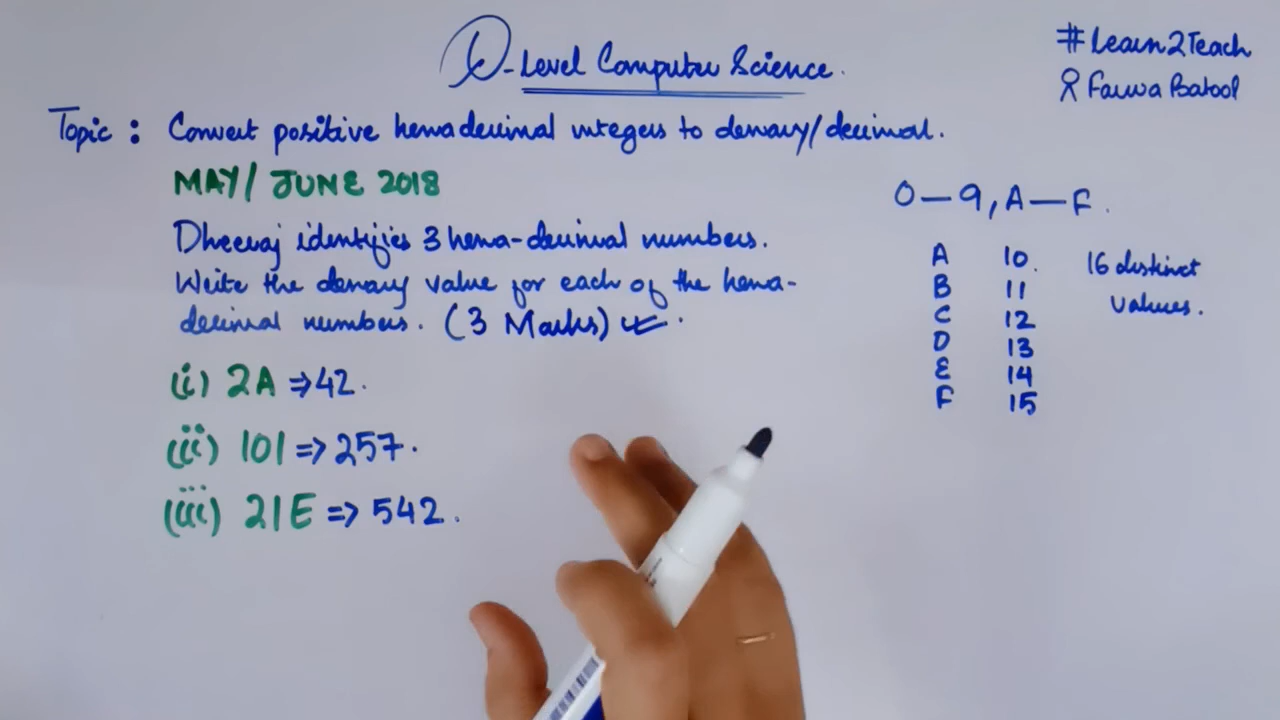 O-Level Computer Science.
#Learn2Teach
Farwa Batool
Topic: Convert positive hexadecimal integers to denary/decimal.
MAY/JUNE 2018
Dheeraj identifies 3 hexa-decimal numbers.
Write the denary value for each of the hexa-
decimal numbers. (3 Marks)
(i) 2A => 42.
(ii) 101 => 257.
(iii) 21E => 542.
0-9, A-F.
A 10.
B 11
C 12
D 13
E 14
F 15
16 distinct
values.